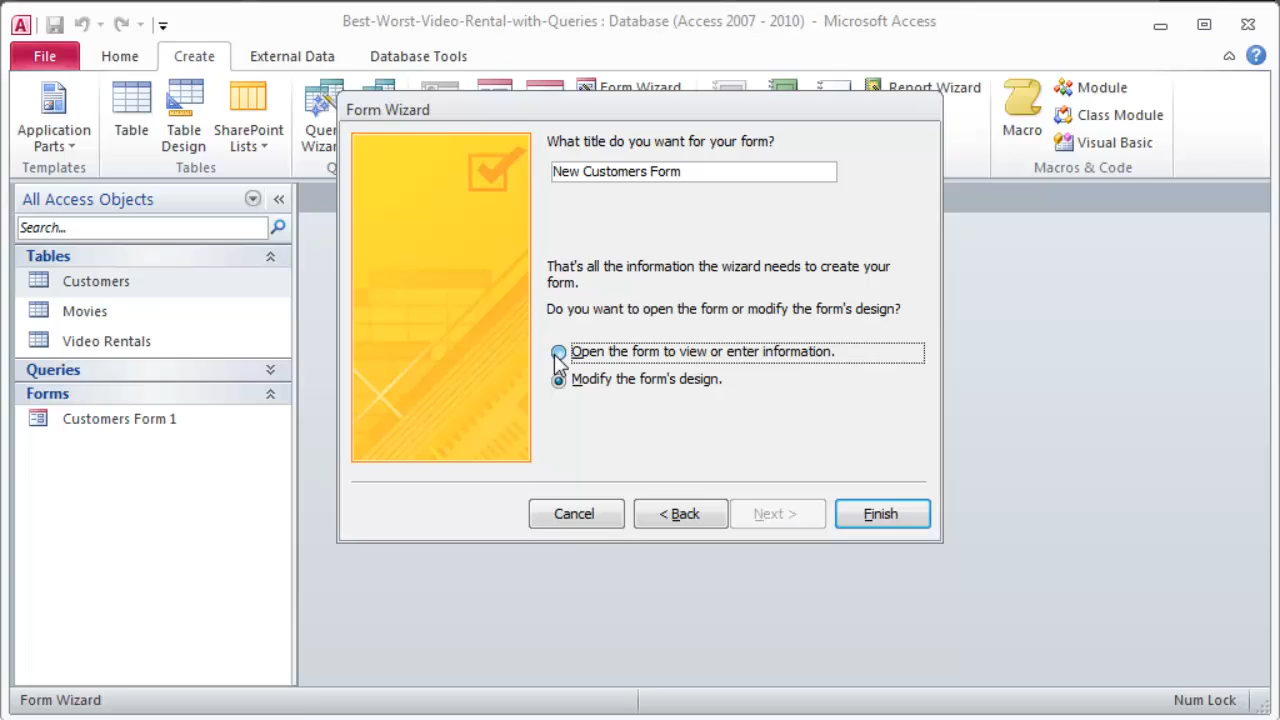 Best-Worst-Video-Rental-with-Queries : Database (Access 2007 - 2010) - Microsoft Access
File
Home
Create
External Data
Database Tools
Application Parts
Table
Table Design
SharePoint Lists
Form Wizard
Report Wizard
Macro
Module
Class Module
Visual Basic
Templates
Tables
Macros & Code
All Access Objects
Search...
Tables
Customers
Movies
Video Rentals
Queries
Forms
Customers Form 1
Form Wizard
What title do you want for your form?
New Customers Form
That's all the information the wizard needs to create your
form.
Do you want to open the form or modify the form's design?
Open the form to view or enter information.
Modify the form's design.
Cancel
< Back
Next >
Finish
Form Wizard
Num Lock